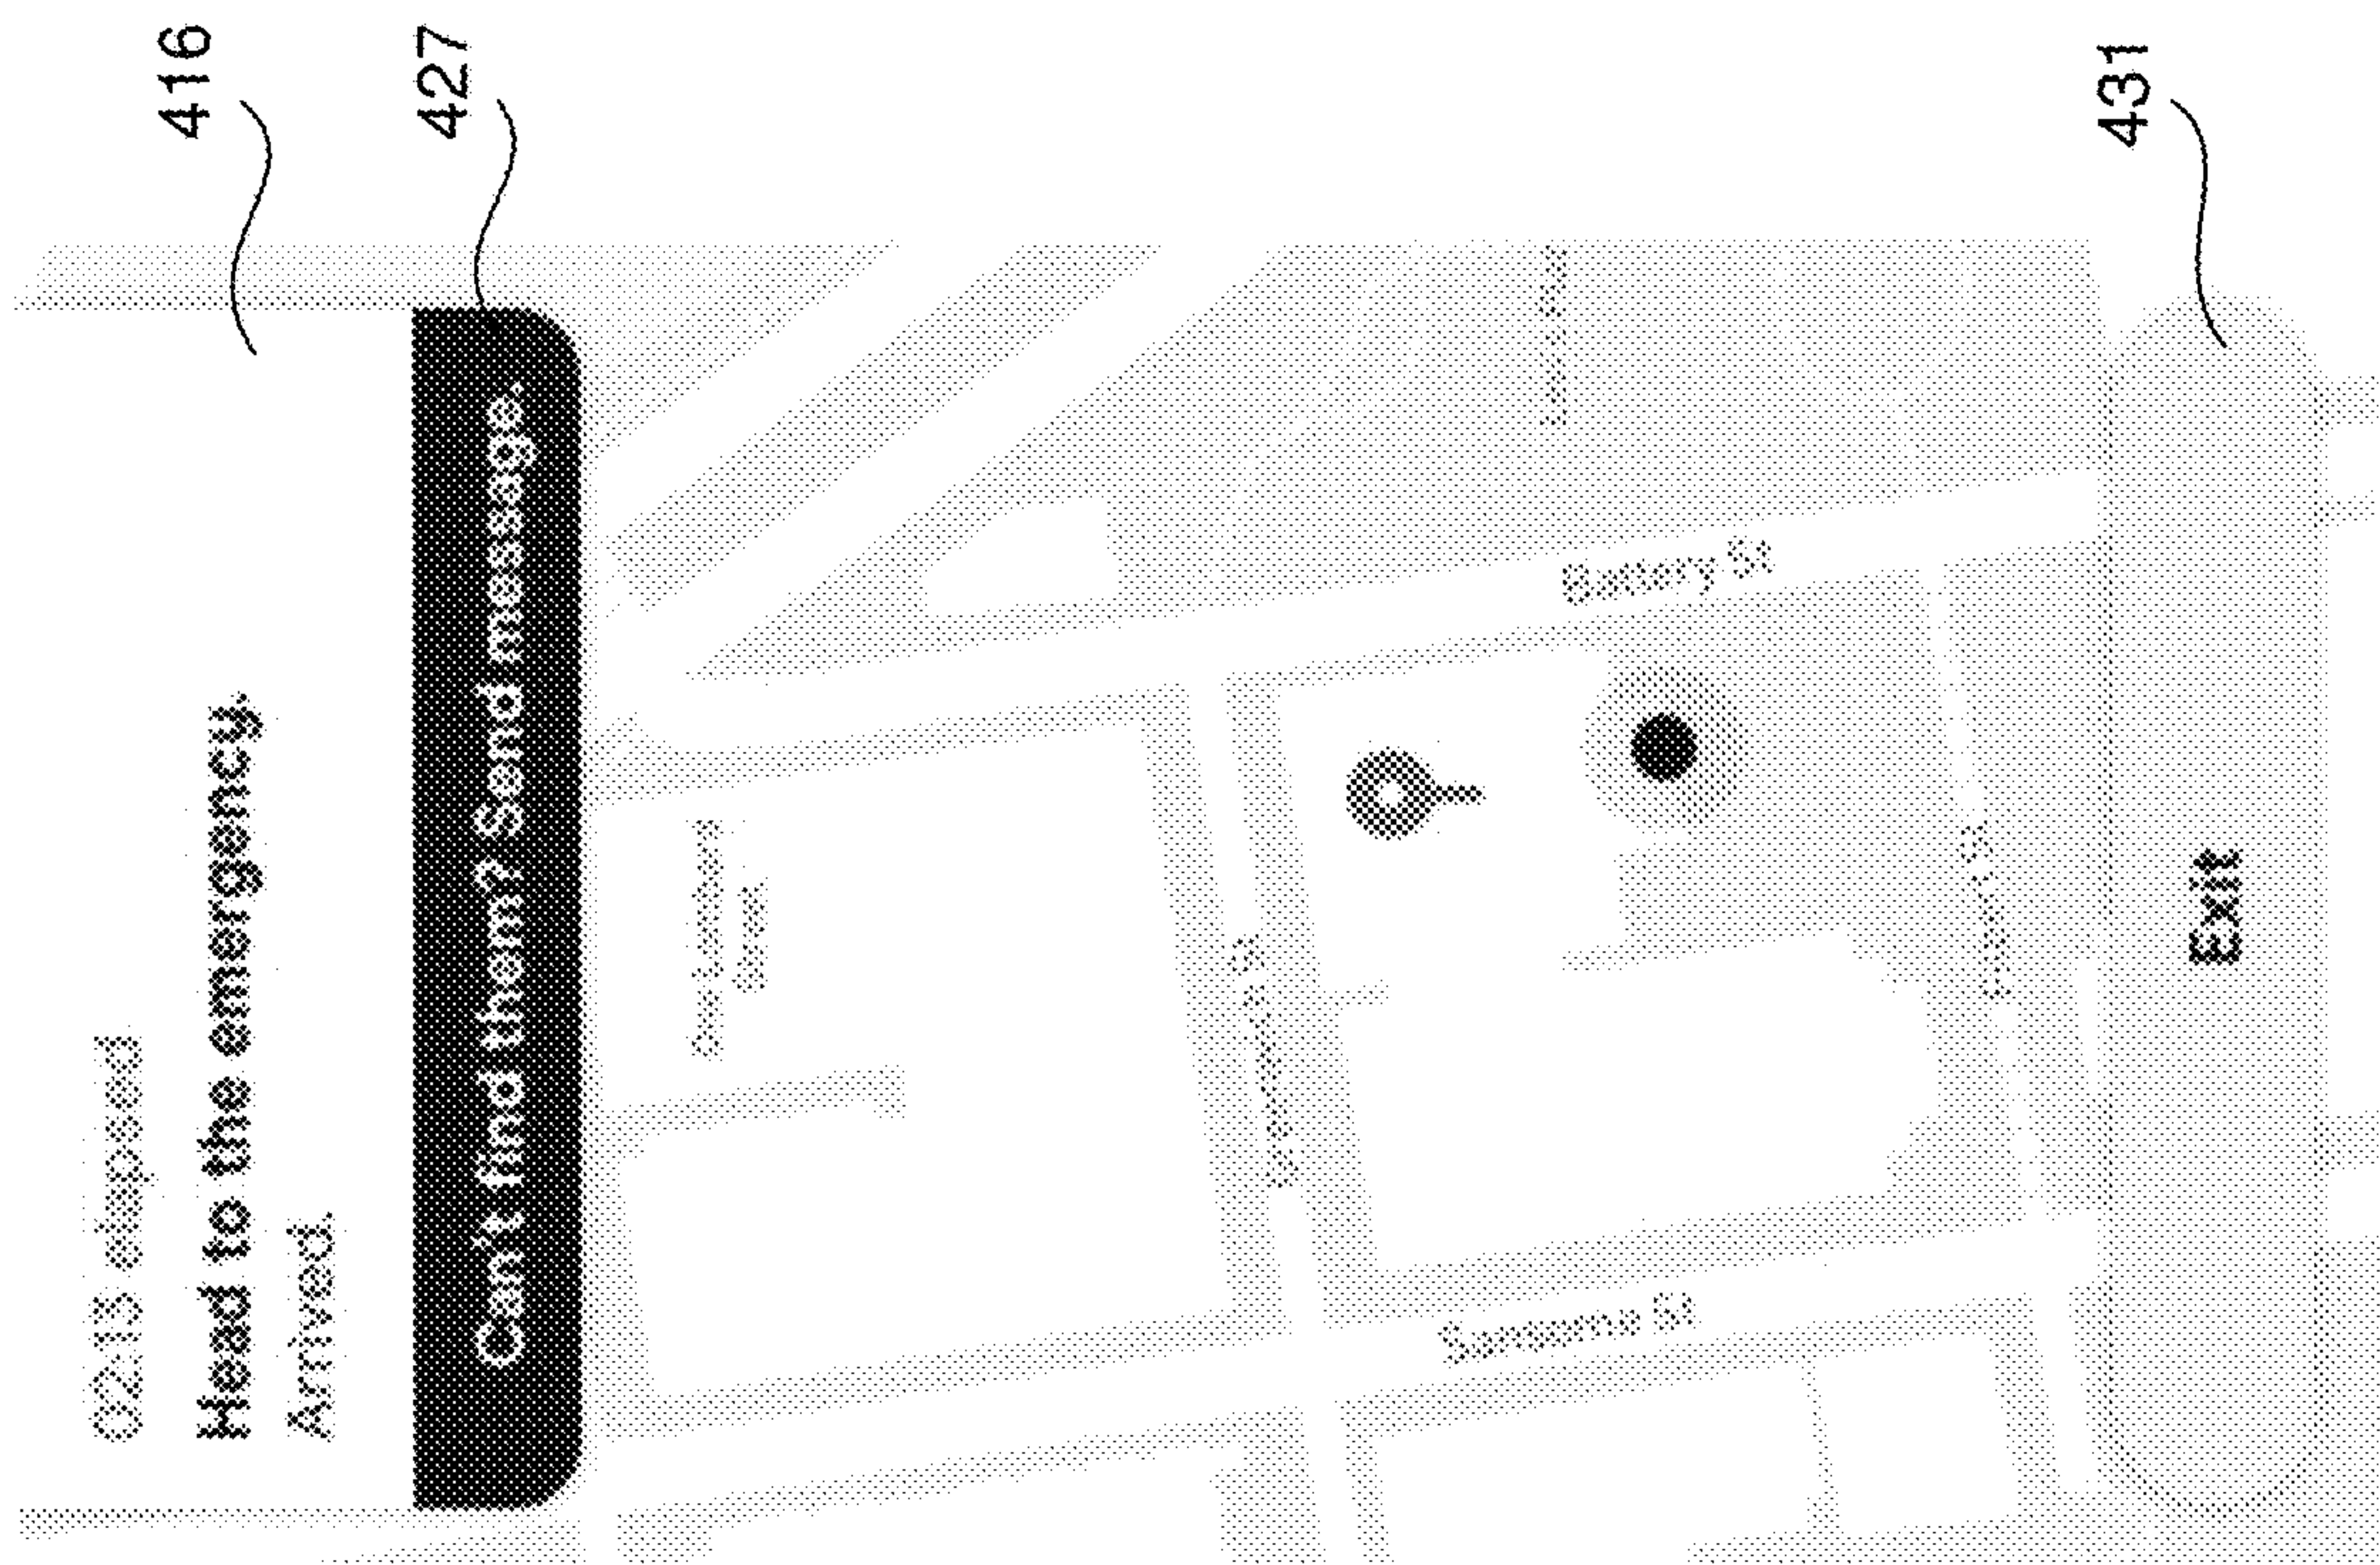 416
02:13 elapsed
Head to the emergency.
Arrived.
427
Can't find them? Send message.
Battery St
Sansome St
431
Exit